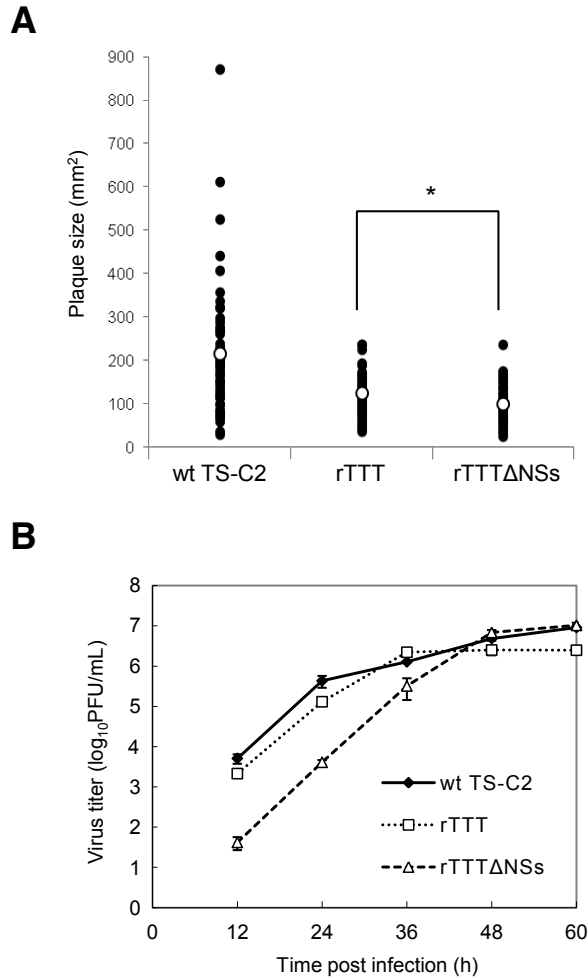 A
Plaque size (mm²)
900
800
700
600
500
400
300
200
100
0
*
wt TS-C2
rTTT
rTTTΔNSs
B
Virus titer (log₁₀PFU/mL)
8
7
6
5
4
3
2
1
0
wt TS-C2
rTTT
rTTTΔNSs
0
12
24
36
48
60
Time post infection (h)